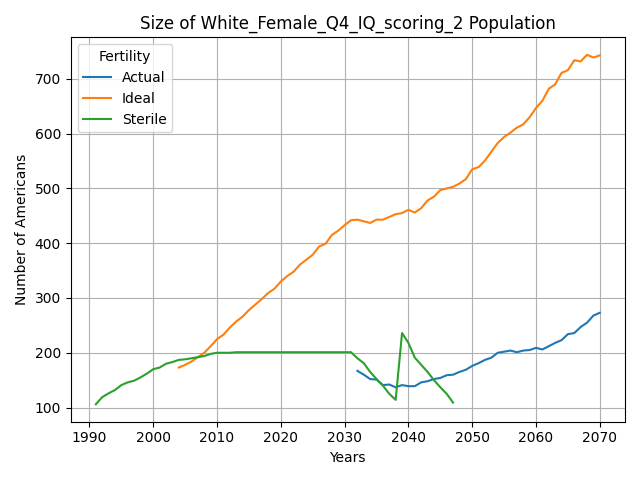 Size of White_Female_Q4_IQ_scoring_2 Population
Fertility
Actual
Ideal
Sterile
Number of Americans
700
600
500
400
300
200
100
1990 2000 2010 2020 2030 2040 2050 2060 2070
Years